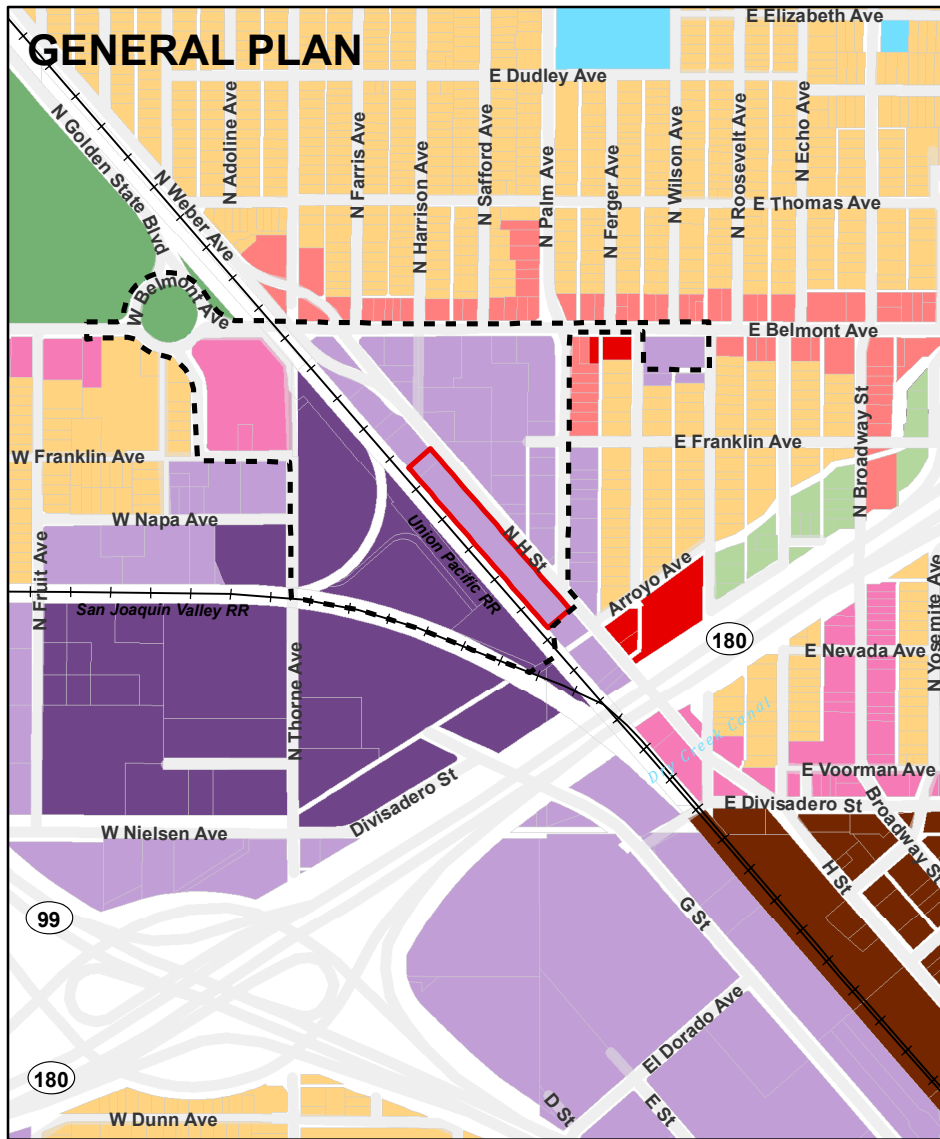 E Elizabeth Ave
GENERAL PLAN
E Dudley Ave
N Golden State Blvd
N Weber Ave
N Adoline Ave
N Farris Ave
N Harrison Ave
N Safford Ave
N Palm Ave
N Ferger Ave
N Wilson Ave
N Roosevelt Ave
N Echo Ave
E Thomas Ave
W Belmont Ave
E Belmont Ave
W Franklin Ave
E Franklin Ave
N Broadway St
W Napa Ave
Union Pacific RR
N H St
N Fruit Ave
San Joaquin Valley RR
Arroyo Ave
180
E Nevada Ave
N Yosemite Ave
N Thorne Ave
Dry Creek Canal
E Voorman Ave
Divisadero St
E Divisadero St
Broadway St
W Nielsen Ave
H St
99
G St
El Dorado Ave
180
D St
E St
W Dunn Ave